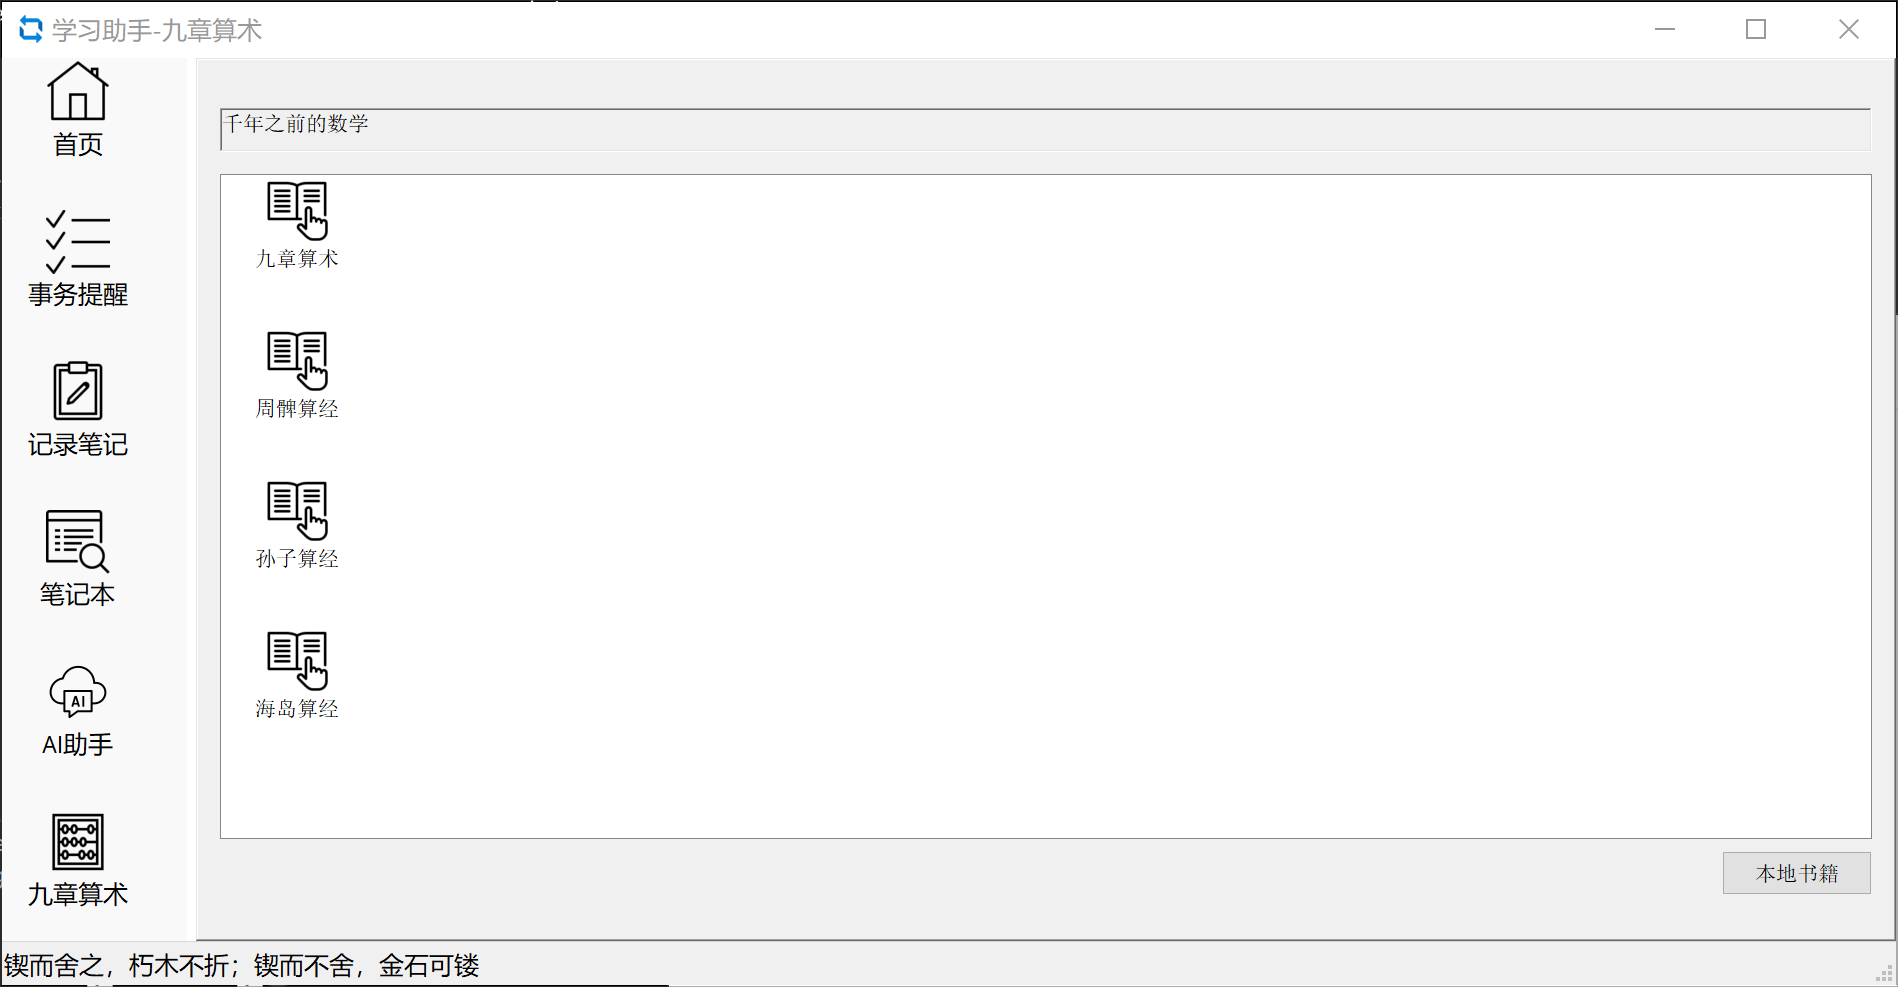 学习助手-九章算术
首页
事务提醒
记录笔记
笔记本
AI
AI助手
九章算术
千年之前的数学
九章算术
周髀算经
孙子算经
海岛算经
本地书籍
锲而舍之，朽木不折；锲而不舍，金石可镂